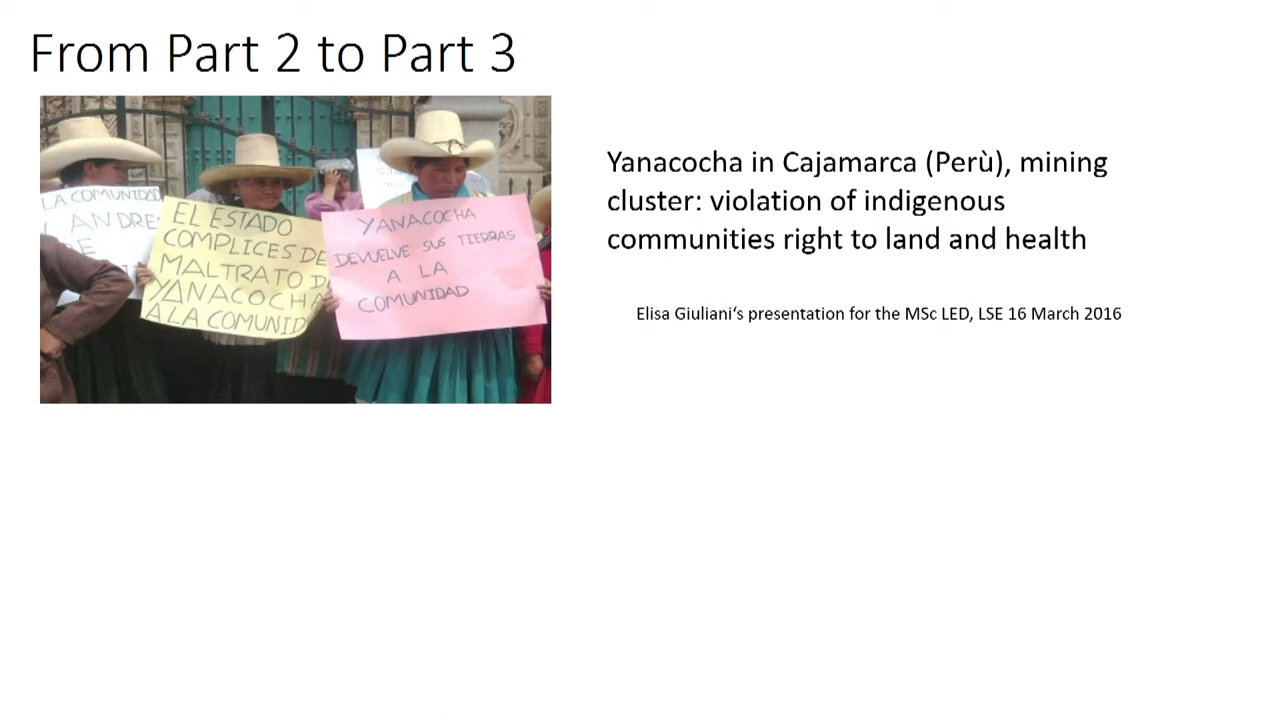 From Part 2 to Part 3
LA COMUNIDAD
ANDRES
EL ESTADO
COMPLICES DE
MALTRATO D
YANACOCHA
A LA COMUNID
YANACOCHA
DEVUELVE SUS TIERRAS
A LA
COMUNIDAD
Yanacocha in Cajamarca (Perù), mining
cluster: violation of indigenous
communities right to land and health
Elisa Giuliani‘s presentation for the MSc LED, LSE 16 March 2016